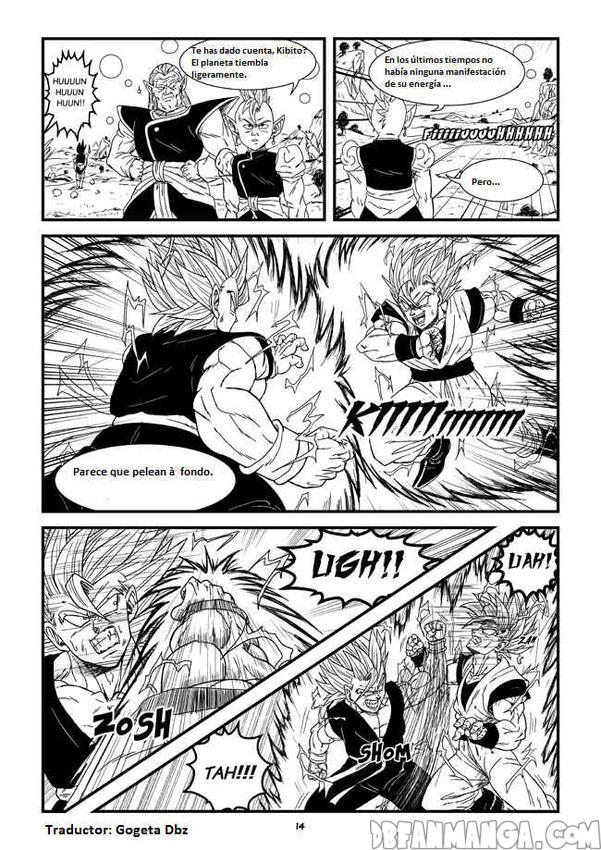 HUUUUN
HUUUN
HUUN!!
Te has dado cuenta, Kibito?
El planeta tiembla
ligeramente.
En los últimos tiempos no
había ninguna manifestación
de su energía ...
FIIIIIIUUUUHHHHHH
Pero...
KIIIIIIIIIIIII
Parece que pelean à fondo.
UGH!!
UAH!
ZOSH
TAH!!!
SHOM
Traductor: Gogeta Dbz
14
DBFANMANGA.COM